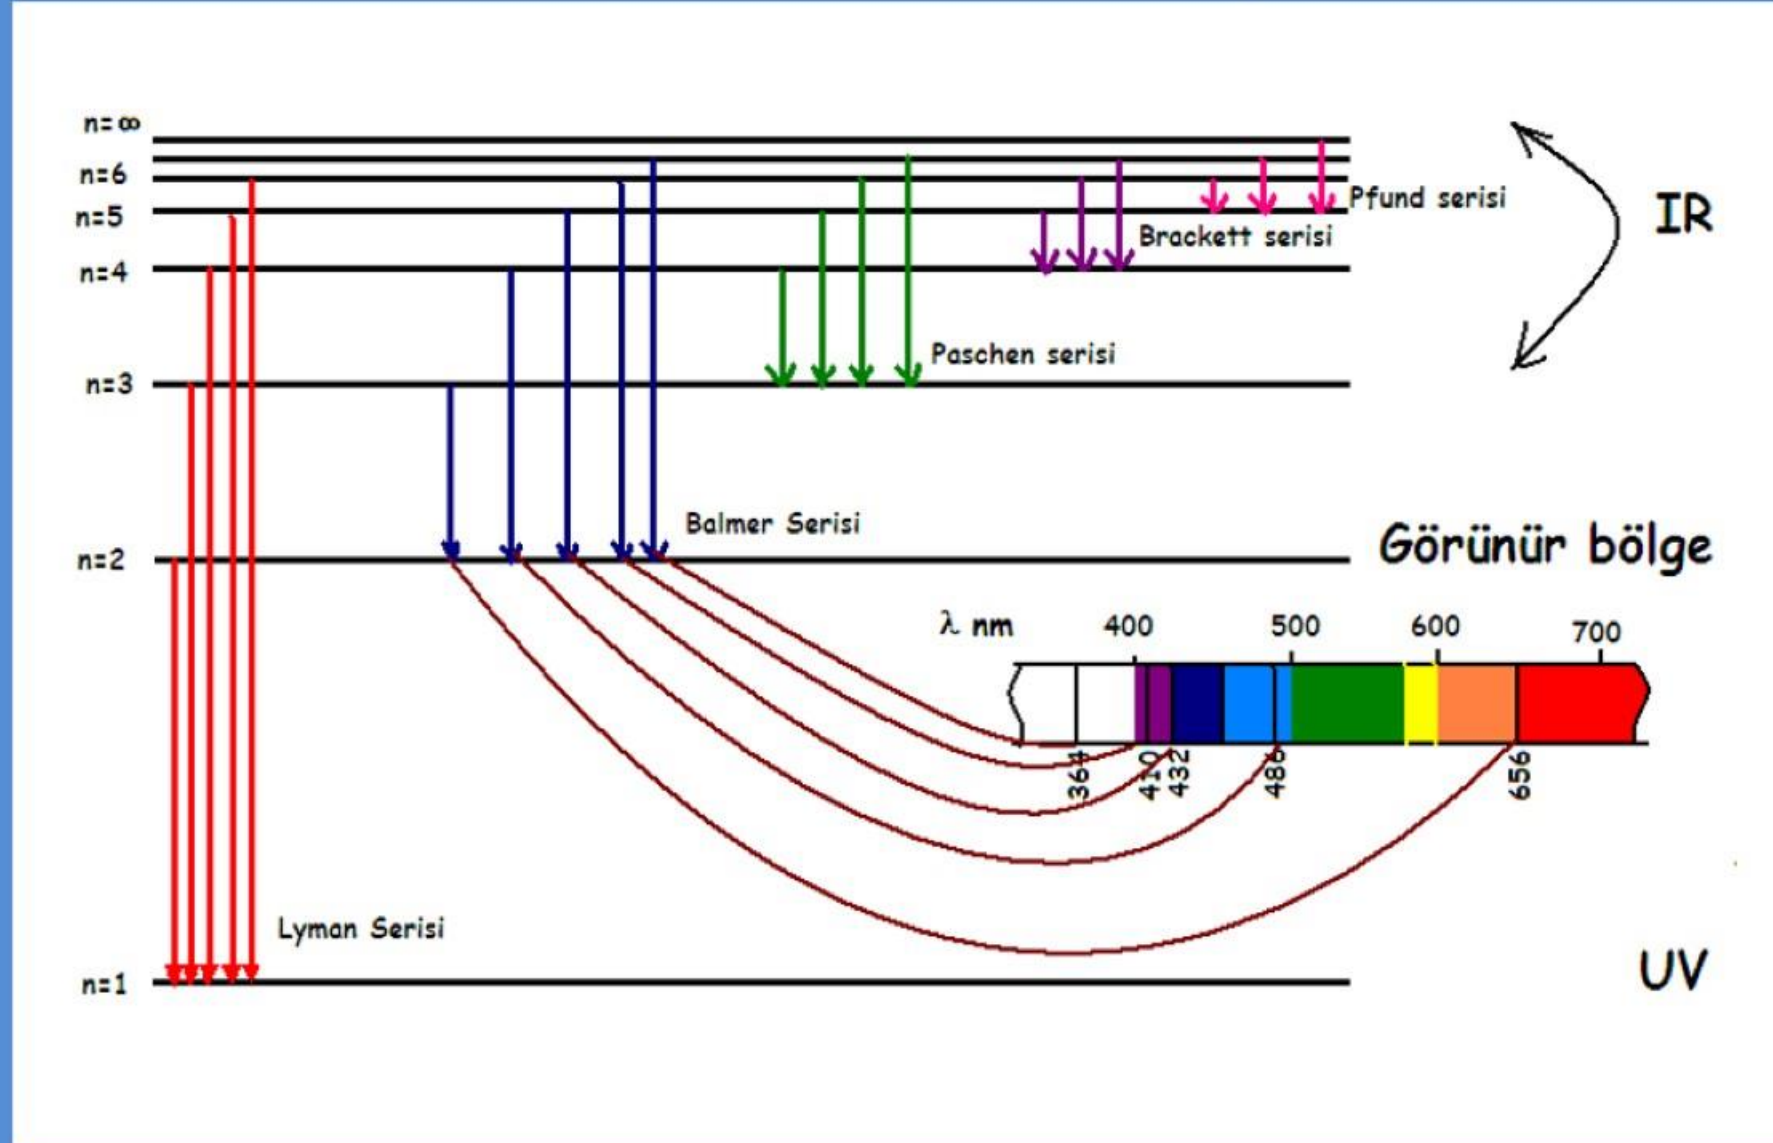 n=∞
n=6
n=5
n=4
n=3
n=2
n=1
Pfund serisi
Brackett serisi
Paschen serisi
Balmer Serisi
Lyman Serisi
IR
Görünür bölge
λ nm 400 500 600 700
364 410 432 486 656
UV